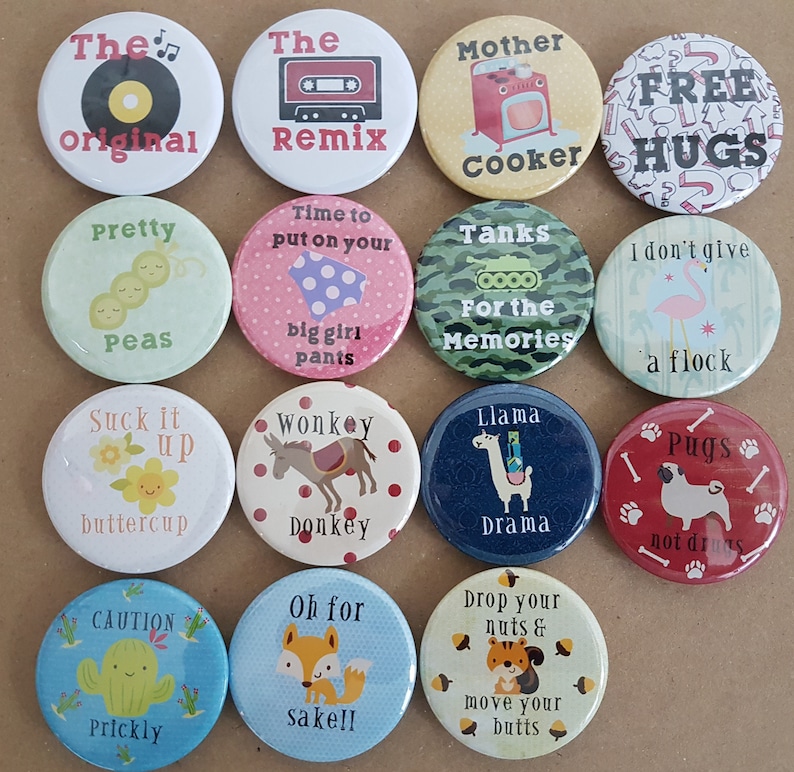 The
Original
The
Remix
Mother
Cooker
FREE
HUGS
Pretty
Peas
Time to
put on your
big girl
pants
Tanks
For the
Memories
I don't give
a flock
Suck it
up
buttercup
Wonkey
Donkey
Llama
Drama
Pugs
not drugs
CAUTION
Prickly
Oh for
sake!!
Drop your
nuts &
move your
butts